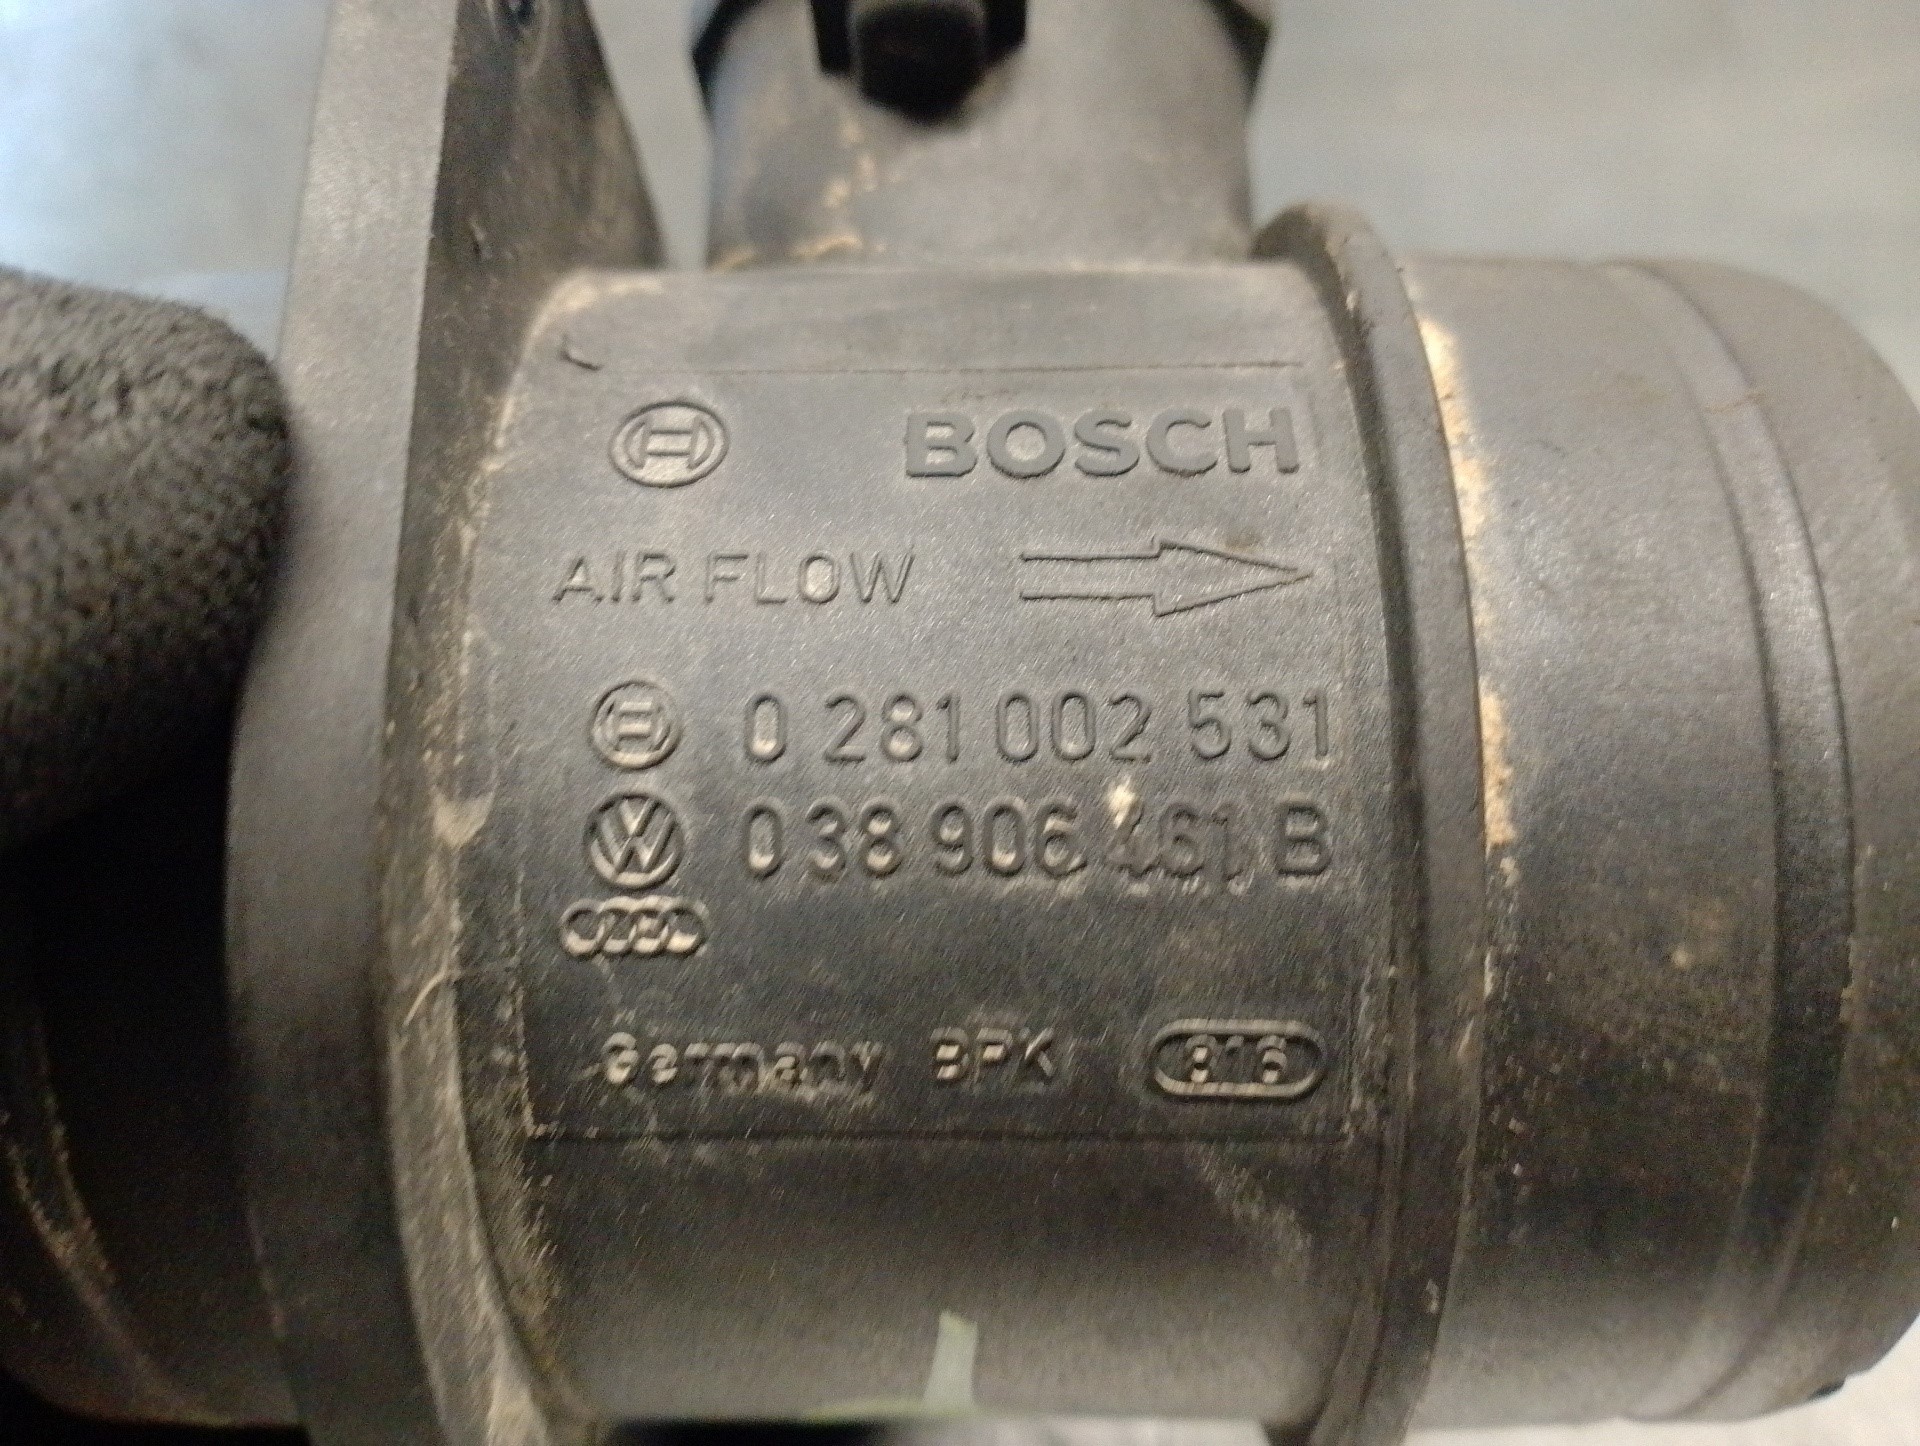 BOSCH
AIR FLOW
0 281 002 531
038 906 461 B
Germany BPK 816